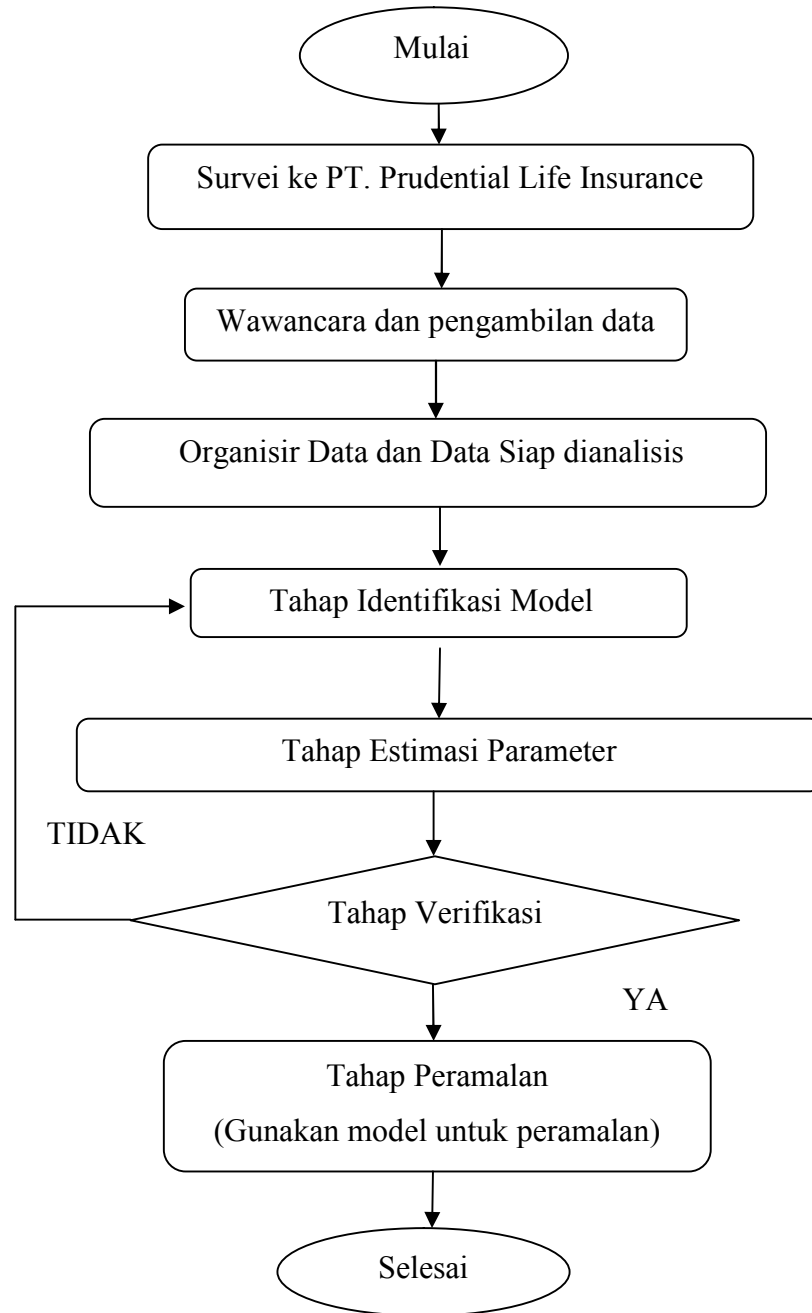 Mulai
Survei ke PT. Prudential Life Insurance
Wawancara dan pengambilan data
Organisir Data dan Data Siap dianalisis
Tahap Identifikasi Model
Tahap Estimasi Parameter
TIDAK
Tahap Verifikasi
YA
Tahap Peramalan
(Gunakan model untuk peramalan)
Selesai